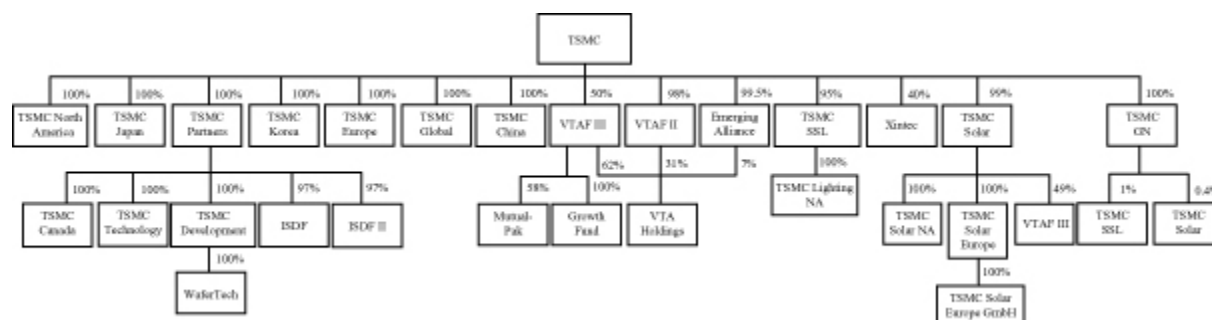 TSMC
100%
100%
100%
100%
100%
100%
100%
50%
98%
99.5%
95%
40%
99%
100%
TSMC North
America
TSMC
Japan
TSMC
Partners
TSMC
Korea
TSMC
Europe
TSMC
Global
TSMC
China
VTAF III
VTAF II
Emerging
Alliance
TSMC
SSL
Xintec
TSMC
Solar
TSMC
GN
100%
100%
100%
97%
97%
58%
100%
62%
31%
7%
100%
100%
100%
49%
1%
0.4%
TSMC
Canada
TSMC
Technology
TSMC
Development
ISDF
ISDF II
Mutual-
Pak
Growth
Fund
VTA
Holdings
TSMC Lighting
NA
TSMC
Solar NA
TSMC
Solar
Europe
VTAF III
TSMC
SSL
TSMC
Solar
100%
WaferTech
100%
TSMC Solar
Europe GmbH